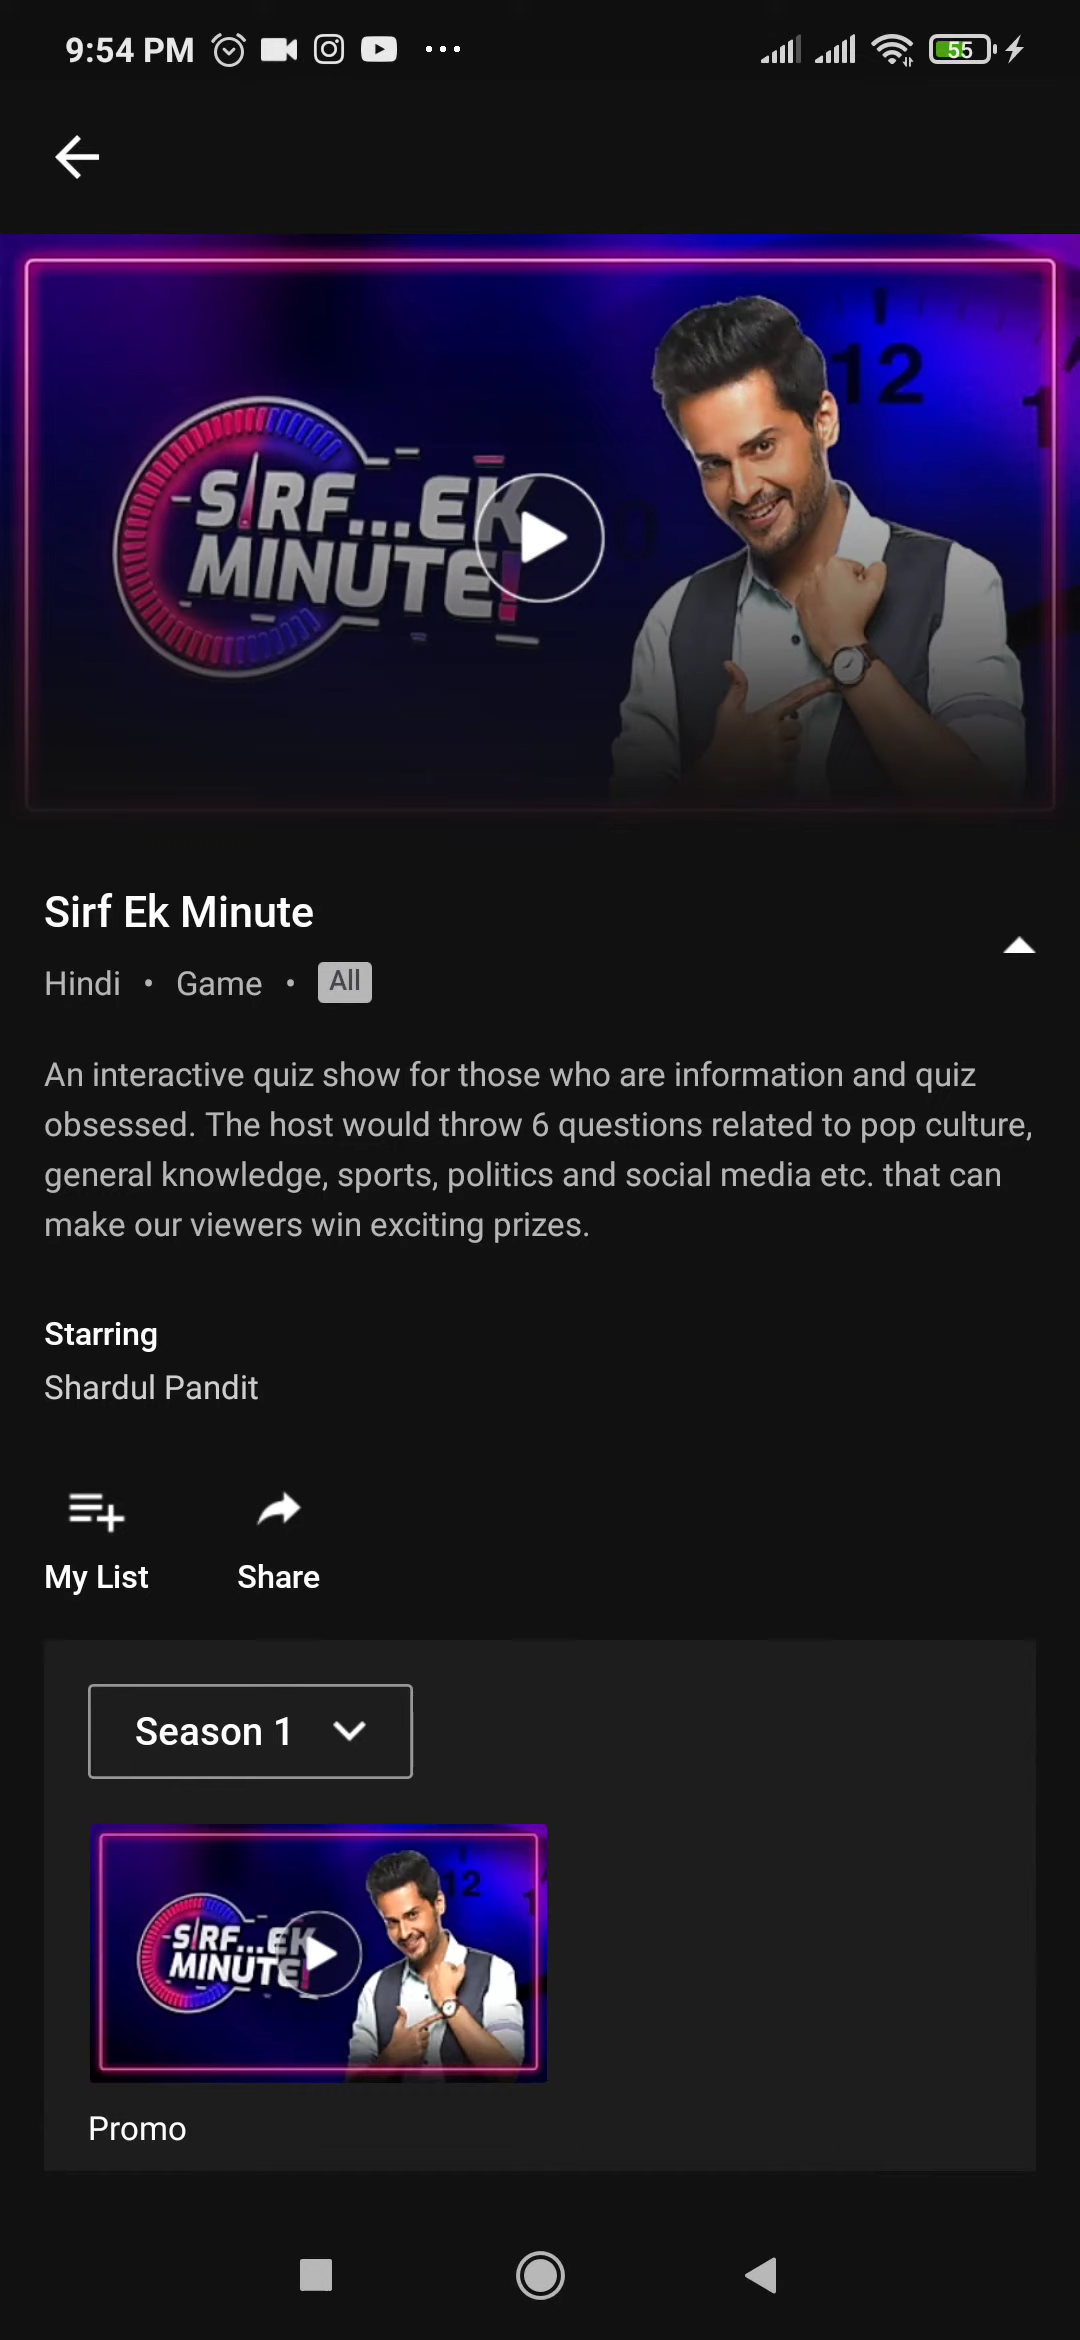 9:54 PM
55
12
SIRF...EK
MINUTE!
Sirf Ek Minute
Hindi • Game • All
An interactive quiz show for those who are information and quiz
obsessed. The host would throw 6 questions related to pop culture,
general knowledge, sports, politics and social media etc. that can
make our viewers win exciting prizes.
Starring
Shardul Pandit
My List
Share
Season 1
12
SIRF...EK
MINUTE!
Promo